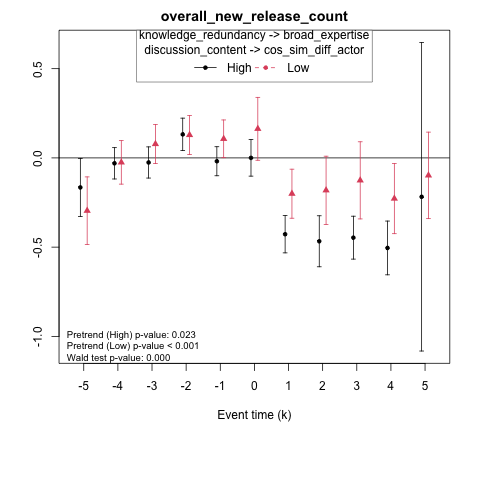 overall_new_release_count
knowledge_redundancy -> broad_expertise
discussion_content -> cos_sim_diff_actor
High Low
0.5
0.0
-0.5
-1.0
Pretrend (High) p-value: 0.023
Pretrend (Low) p-value < 0.001
Wald test p-value: 0.000
-5 -4 -3 -2 -1 0 1 2 3 4 5
Event time (k)